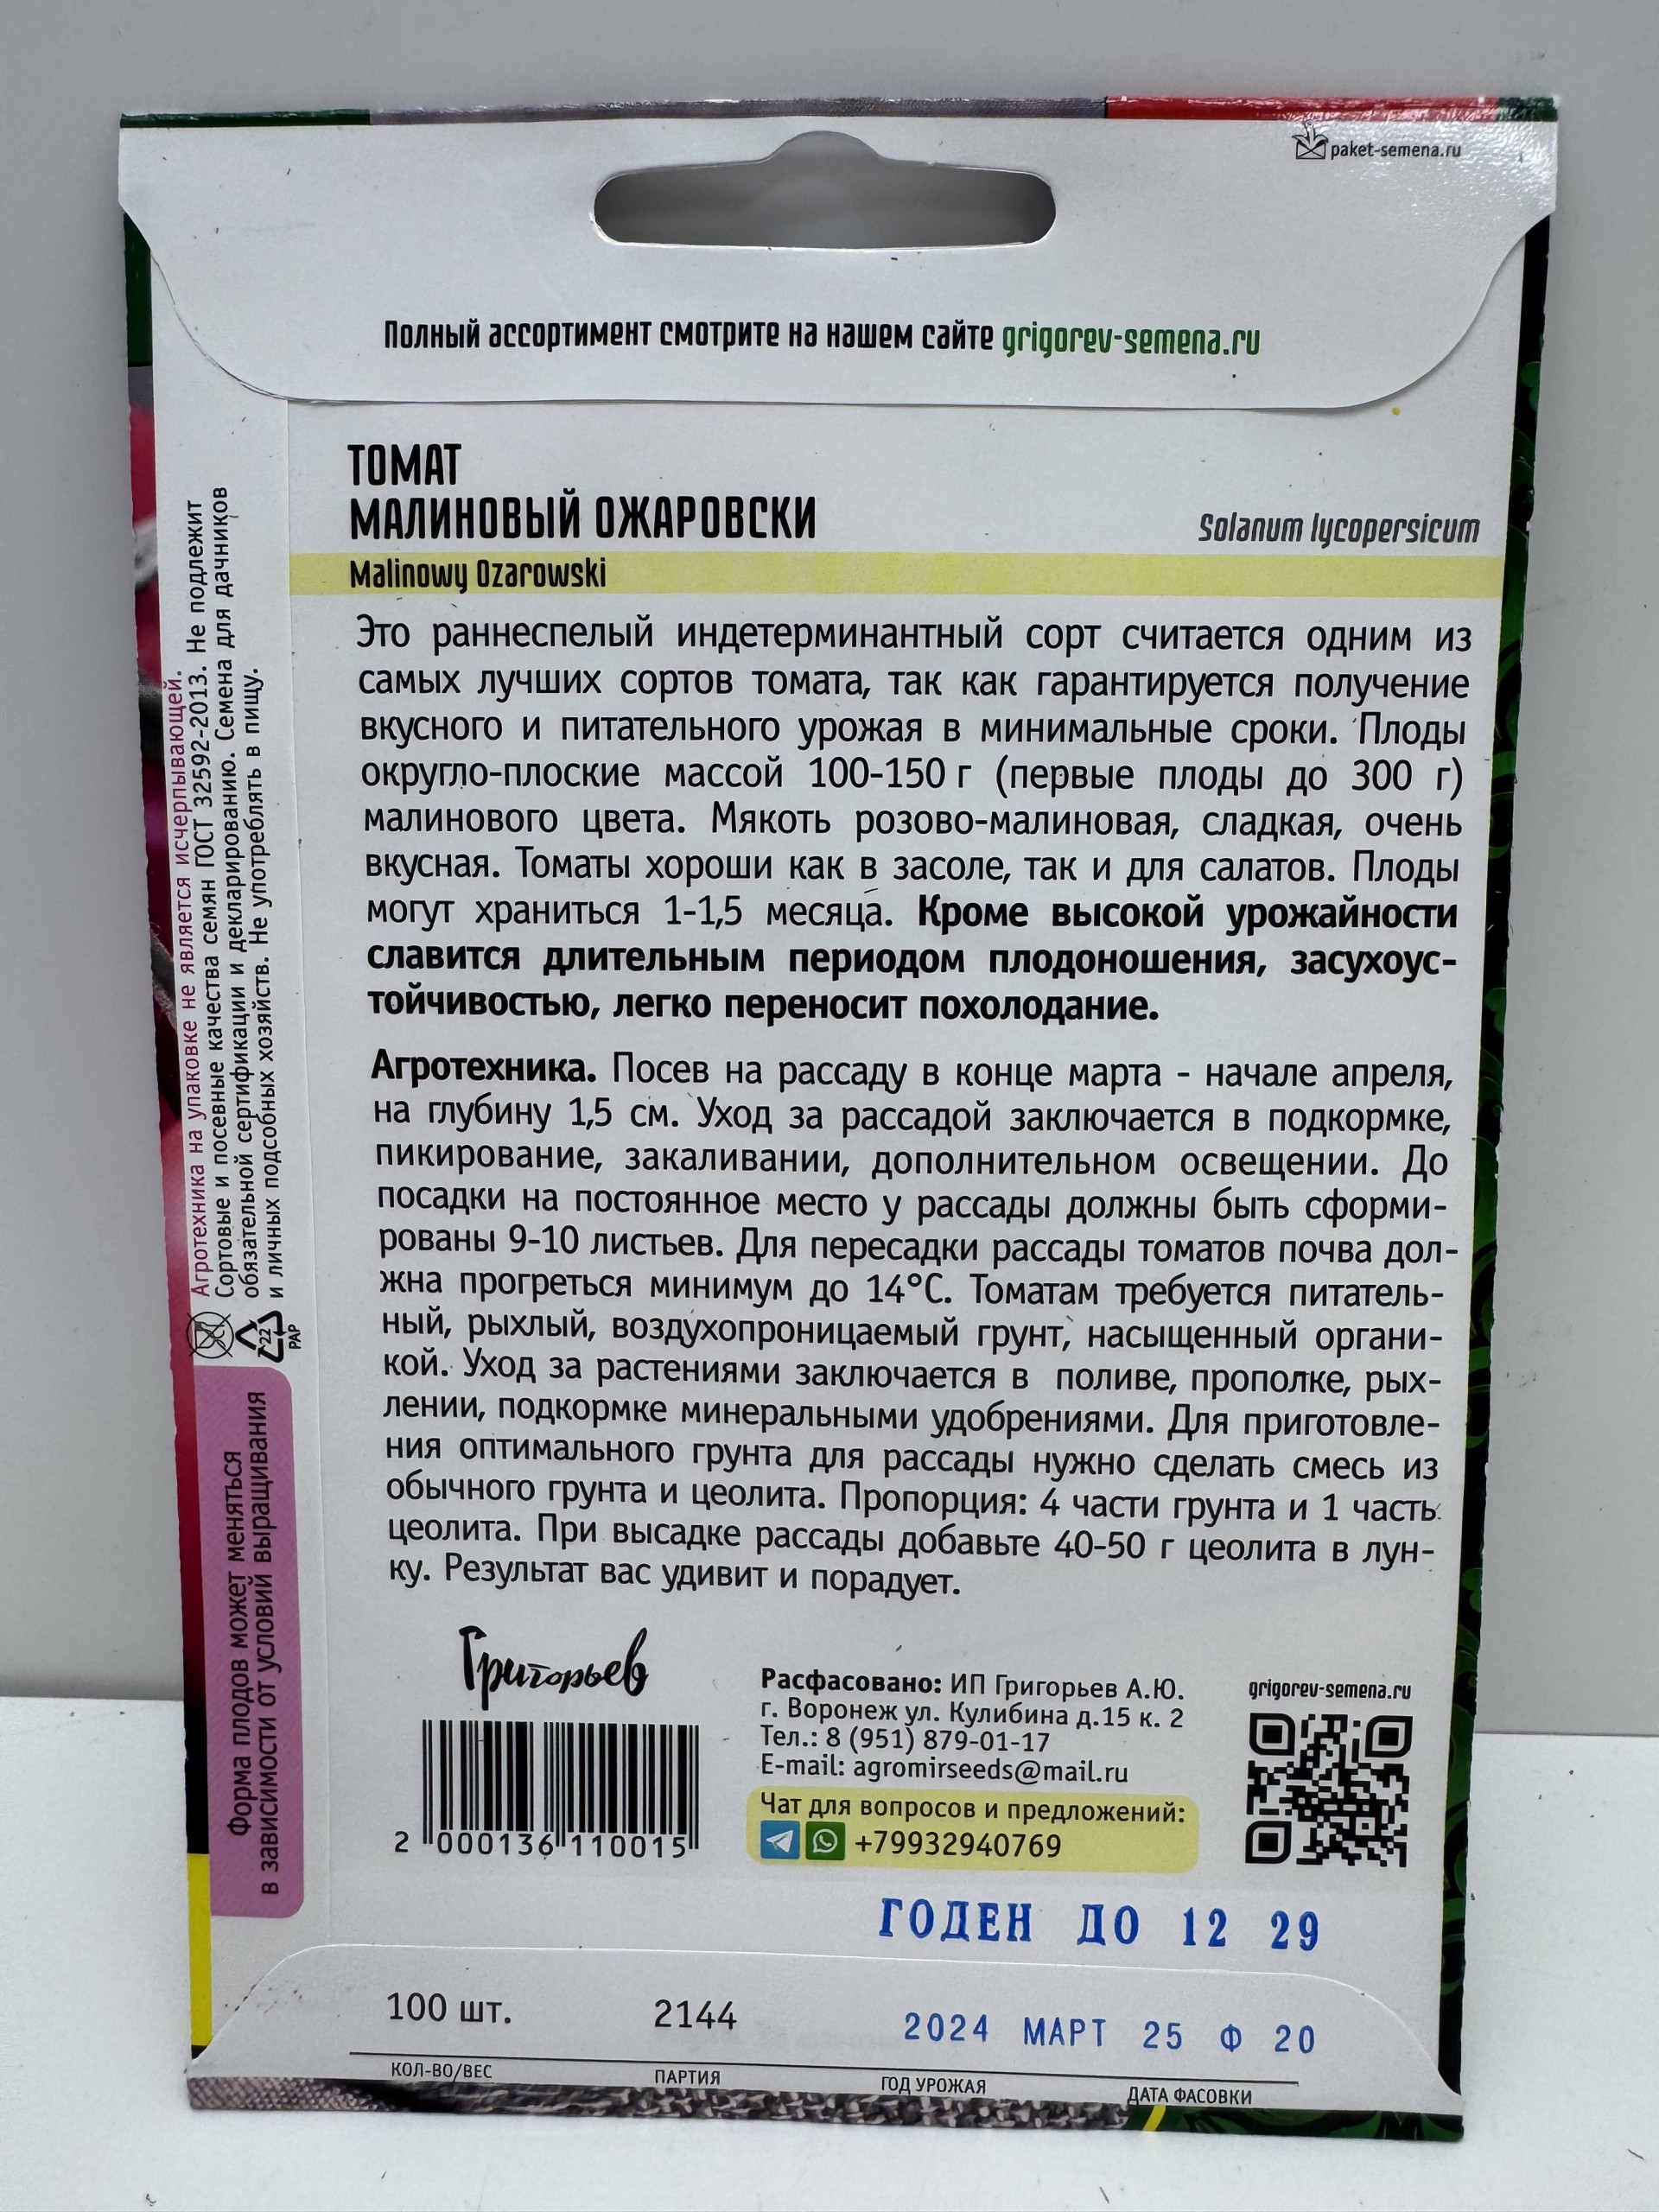 paket-semena.ru
Полный ассортимент смотрите на нашем сайте grigorev-semena.ru
ТОМАТ
МАЛИНОВЫЙ ОЖАРОВСКИ
Solanum lycopersicum
Malinowy Ozarowski
Это раннеспелый индетерминантный сорт считается одним из
самых лучших сортов томата, так как гарантируется получение
вкусного и питательного урожая в минимальные сроки. Плоды
округло-плоские массой 100-150 г (первые плоды до 300 г)
малинового цвета. Мякоть розово-малиновая, сладкая, очень
вкусная. Томаты хороши как в засоле, так и для салатов. Плоды
могут храниться 1-1,5 месяца. Кроме высокой урожайности
славится длительным периодом плодоношения, засухоус-
тойчивостью, легко переносит похолодание.
Агротехника. Посев на рассаду в конце марта - начале апреля,
на глубину 1,5 см. Уход за рассадой заключается в подкормке,
пикирование, закаливании, дополнительном освещении. До
посадки на постоянное место у рассады должны быть сформи-
рованы 9-10 листьев. Для пересадки рассады томатов почва дол-
жна прогреться минимум до 14°С. Томатам требуется питатель-
ный, рыхлый, воздухопроницаемый грунт, насыщенный органи-
кой. Уход за растениями заключается в поливе, прополке, рых-
лении, подкормке минеральными удобрениями. Для приготовле-
ния оптимального грунта для рассады нужно сделать смесь из
обычного грунта и цеолита. Пропорция: 4 части грунта и 1 часть
цеолита. При высадке рассады добавьте 40-50 г цеолита в лун-
ку. Результат вас удивит и порадует.
Агротехника на упаковке не является исчерпывающей.
Сортовые и посевные качества семян ГОСТ 32592-2013. Не подлежит
обязательной сертификации и декларированию. Семена для дачников
и личных подсобных хозяйств. Не употреблять в пищу.
22
PAP
Форма плодов может меняться
в зависимости от условий выращивания
Григорьев
2 000136 110015
Расфасовано: ИП Григорьев А.Ю.
г. Воронеж ул. Кулибина д.15 к. 2
Тел.: 8 (951) 879-01-17
E-mail: agromirseeds@mail.ru
Чат для вопросов и предложений:
+79932940769
grigorev-semena.ru
ГОДЕН ДО 12 29
100 шт.
2144
2024 МАРТ 25 Ф 20
КОЛ-ВО/ВЕС
ПАРТИЯ
ГОД УРОЖАЯ
ДАТА ФАСОВКИ